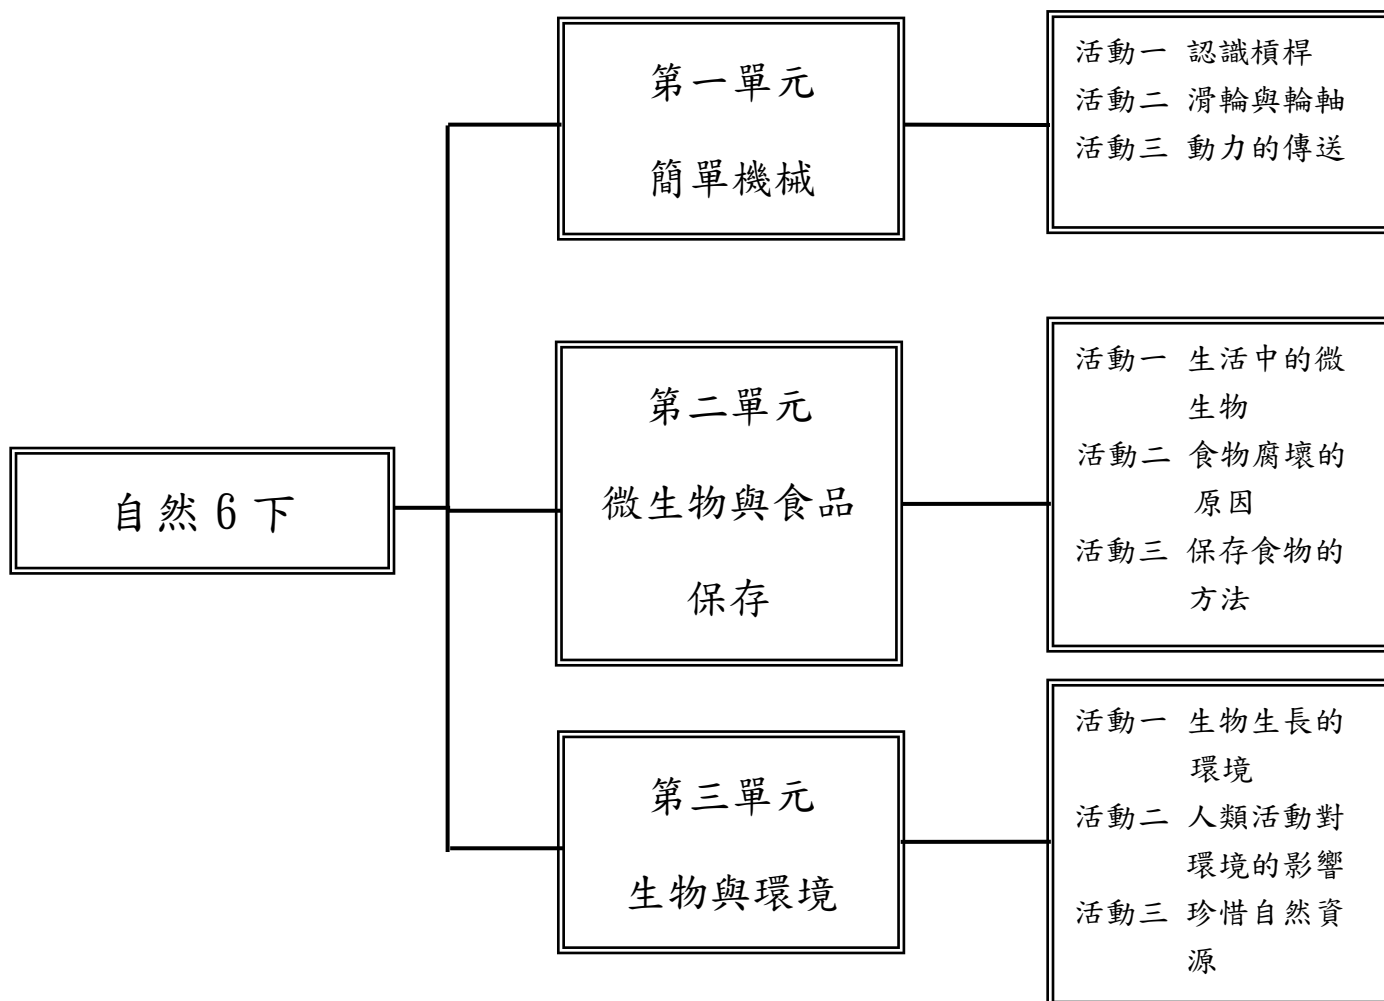 自然6下
第一單元
簡單機械
活動一 認識槓桿
活動二 滑輪與輪軸
活動三 動力的傳送
第二單元
微生物與食品
保存
活動一 生活中的微
生物
活動二 食物腐壞的
原因
活動三 保存食物的
方法
第三單元
生物與環境
活動一 生物生長的
環境
活動二 人類活動對
環境的影響
活動三 珍惜自然資
源